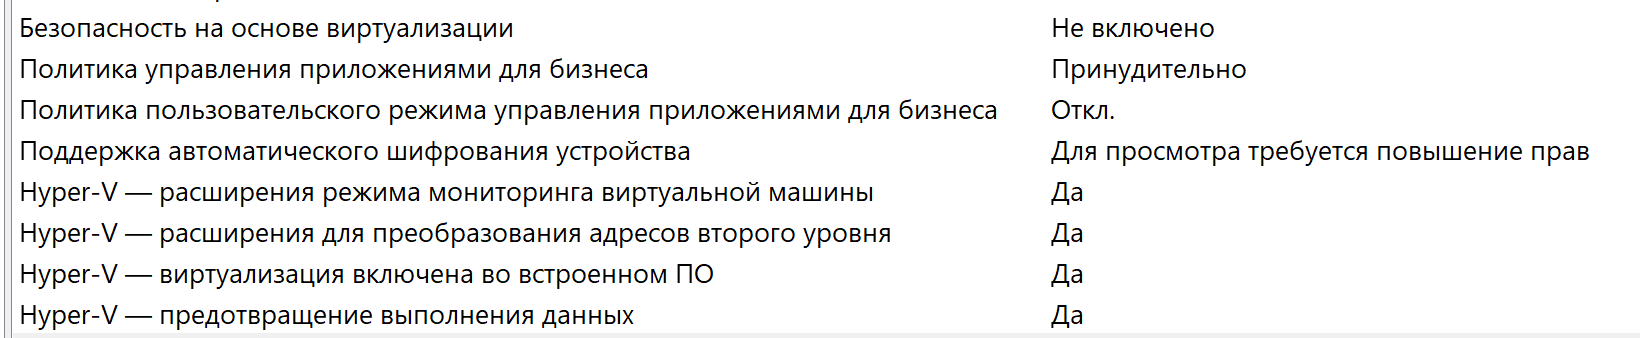 Безопасность на основе виртуализации Не включено
Политика управления приложениями для бизнеса Принудительно
Политика пользовательского режима управления приложениями для бизнеса Откл.
Поддержка автоматического шифрования устройства Для просмотра требуется повышение прав
Hyper-V — расширения режима мониторинга виртуальной машины Да
Hyper-V — расширения для преобразования адресов второго уровня Да
Hyper-V — виртуализация включена во встроенном ПО Да
Hyper-V — предотвращение выполнения данных Да